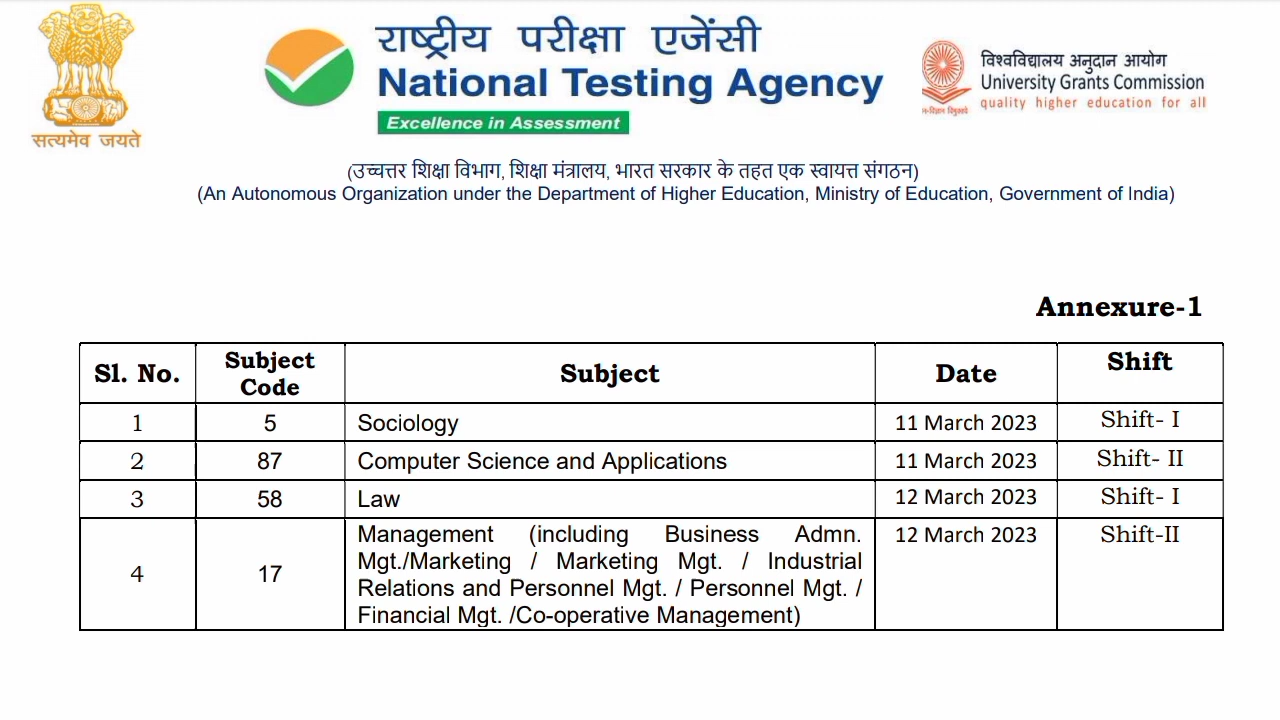 सत्यमेव जयते
राष्ट्रीय परीक्षा एजेंसी
National Testing Agency
Excellence in Assessment
विश्वविद्यालय अनुदान आयोग
University Grants Commission
quality higher education for all
(उच्चत्तर शिक्षा विभाग, शिक्षा मंत्रालय, भारत सरकार के तहत एक स्वायत्त संगठन)
(An Autonomous Organization under the Department of Higher Education, Ministry of Education, Government of India)
Annexure-1
Sl. No. Subject Code Subject Date Shift
1 5 Sociology 11 March 2023 Shift- I
2 87 Computer Science and Applications 11 March 2023 Shift- II
3 58 Law 12 March 2023 Shift- I
4 17 Management (including Business Admn. 12 March 2023 Shift-II
Mgt./Marketing / Marketing Mgt. / Industrial
Relations and Personnel Mgt. / Personnel Mgt. /
Financial Mgt. /Co-operative Management)